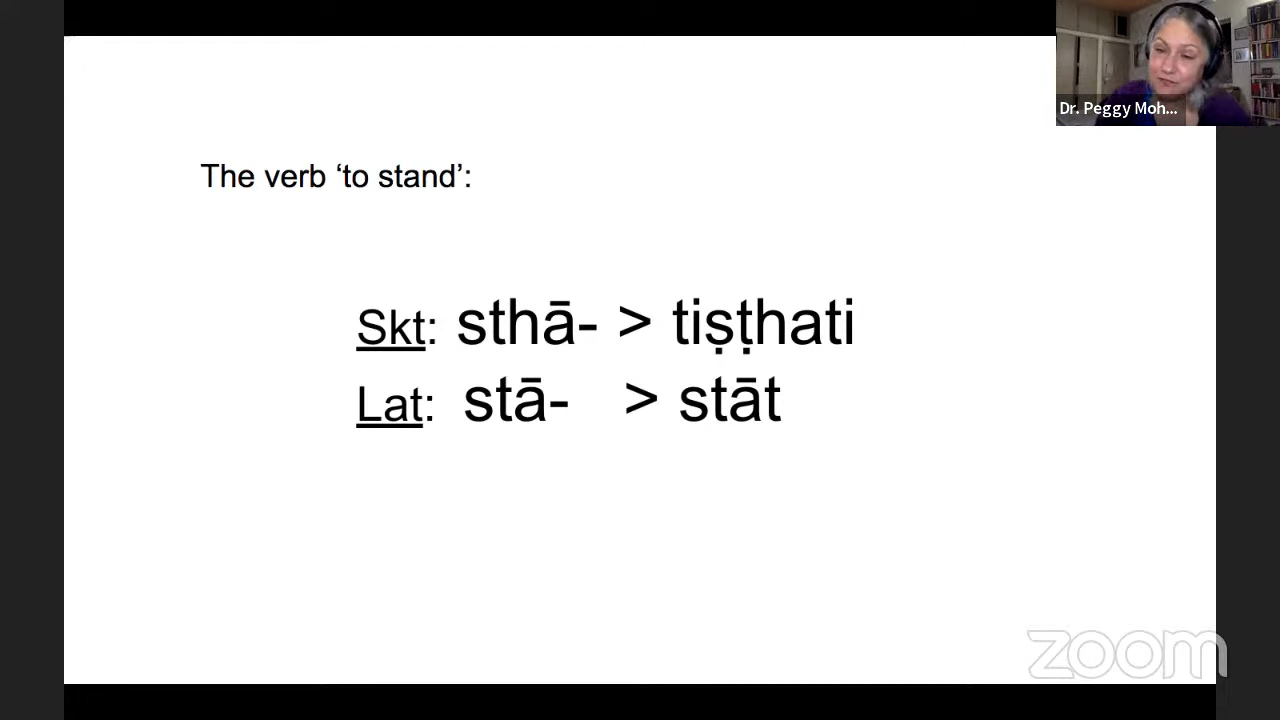 Dr. Peggy Moh...
The verb ‘to stand’:
Skt: sthā- > tiṣṭhati
Lat: stā- > stāt
zoom